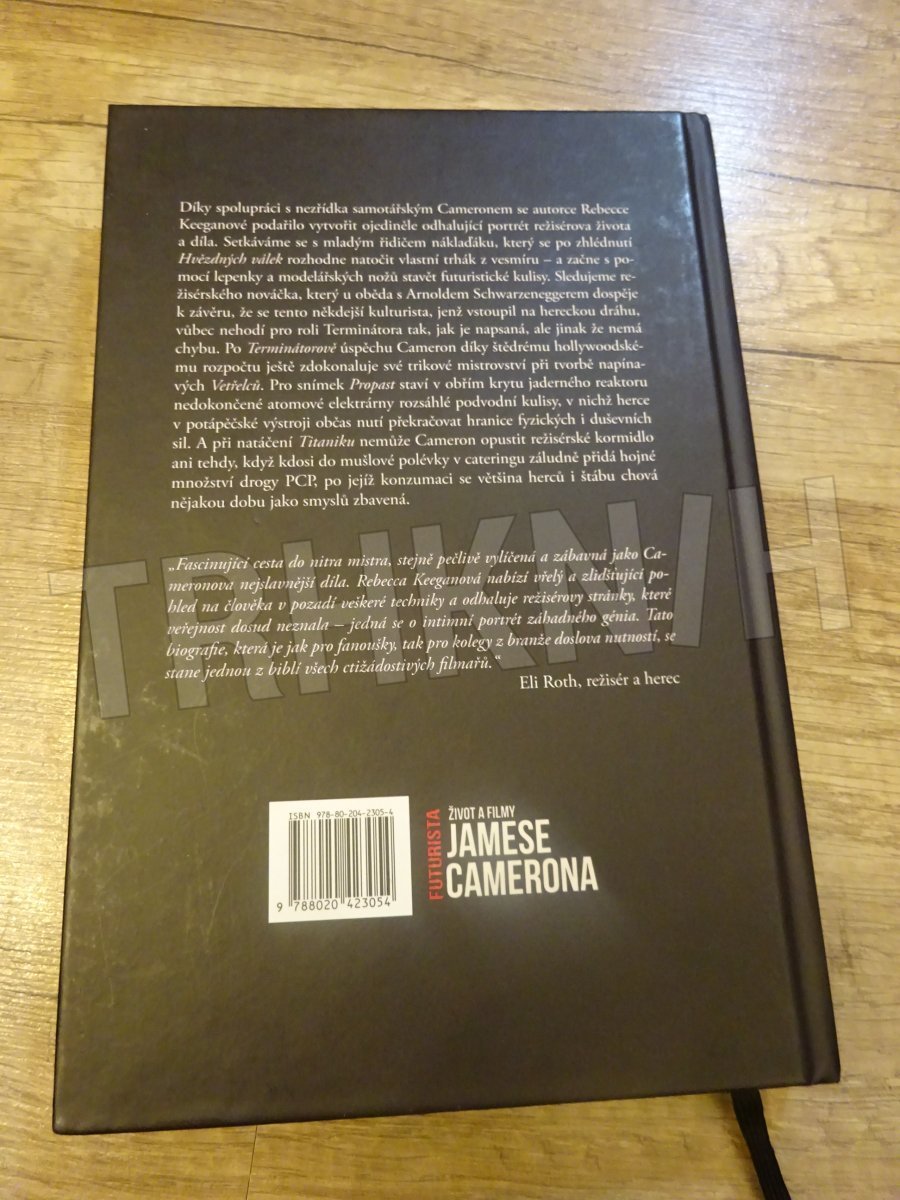 Díky spolupráci s nezřídka samotářským Cameronem se autorce Rebecce
Keeganové podařilo vytvořit ojediněle odhalující portrét režisérova života
a díla. Setkáváme se s mladým řidičem náklaďáku, který se po zhlédnutí
Hvězdných válek rozhodne natočit vlastní trhák z vesmíru – a začne s po-
mocí lepenky a modelářských nožů stavět futuristické kulisy. Sledujeme re-
žisérského nováčka, který u oběda s Arnoldem Schwarzeneggerem dospěje
k závěru, že se tento někdejší kulturista, jenž vstoupil na hereckou dráhu,
vůbec nehodí pro roli Terminátora tak, jak je napsaná, ale jinak že nemá
chybu. Po Terminátorově úspěchu Cameron díky štědrému hollywoodské-
mu rozpočtu ještě zdokonaluje své trikové mistrovství při tvorbě napína-
vých Vetřelců. Pro snímek Propast staví v obřím krytu jaderného reaktoru
nedokončené atomové elektrárny rozsáhlé podvodní kulisy, v nichž herce
v potápěčské výstroji občas nutí překračovat hranice fyzických i duševních
sil. A při natáčení Titaniku nemůže Cameron opustit režisérské kormidlo
ani tehdy, když kdosi do mušlové polévky v cateringu záludně přidá hojné
množství drogy PCP, po jejíž konzumaci se většina herců i štábu chová
nějakou dobu jako smyslů zbavená.
„Fascinující cesta do nitra mistra, stejně pečlivě vylíčená a zábavná jako Ca-
meronova nejslavnější díla. Rebecca Keeganová nabízí vřelý a zlidšťující po-
hled na člověka v pozadí veškeré techniky a odhaluje režisérovy stránky, které
veřejnost dosud neznala – jedná se o intimní portrét záhadného génia. Tato
biografie, která je jak pro fanoušky, tak pro kolegy z branže doslova nutností, se
stane jednou z biblí všech ctižádostivých filmařů.“
Eli Roth, režisér a herec
TRHKNIH
ISBN 978-80-204-2305-4
9 788020 423054
FUTURISTA
ŽIVOT A FILMY
JAMESE
CAMERONA